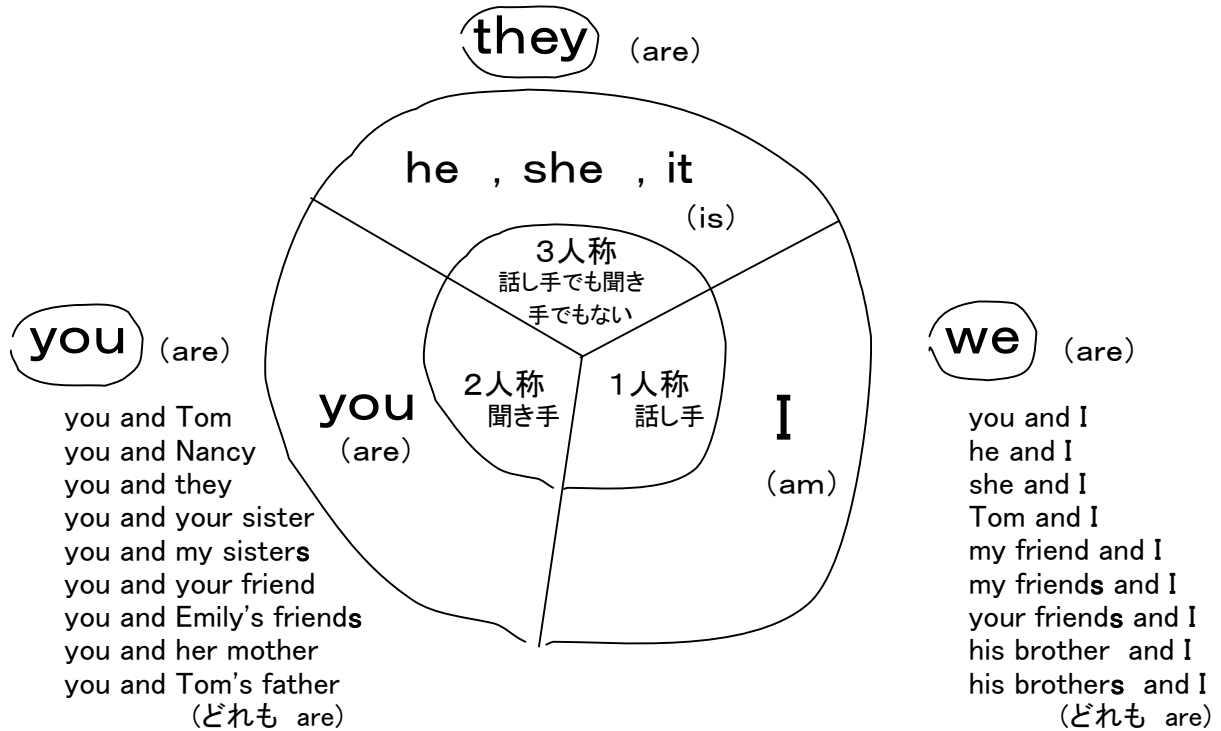 they (are)
he , she , it
(is)
3人称
話し手でも聞き
手でもない
you (are)
you
(are)
2人称
聞き手
1人称
話し手
I
(am)
we (are)
you and Tom
you and Nancy
you and they
you and your sister
you and my sisters
you and your friend
you and Emily's friends
you and her mother
you and Tom's father
(どれも are)
you and I
he and I
she and I
Tom and I
my friend and I
my friends and I
your friends and I
his brother and I
his brothers and I
(どれも are)